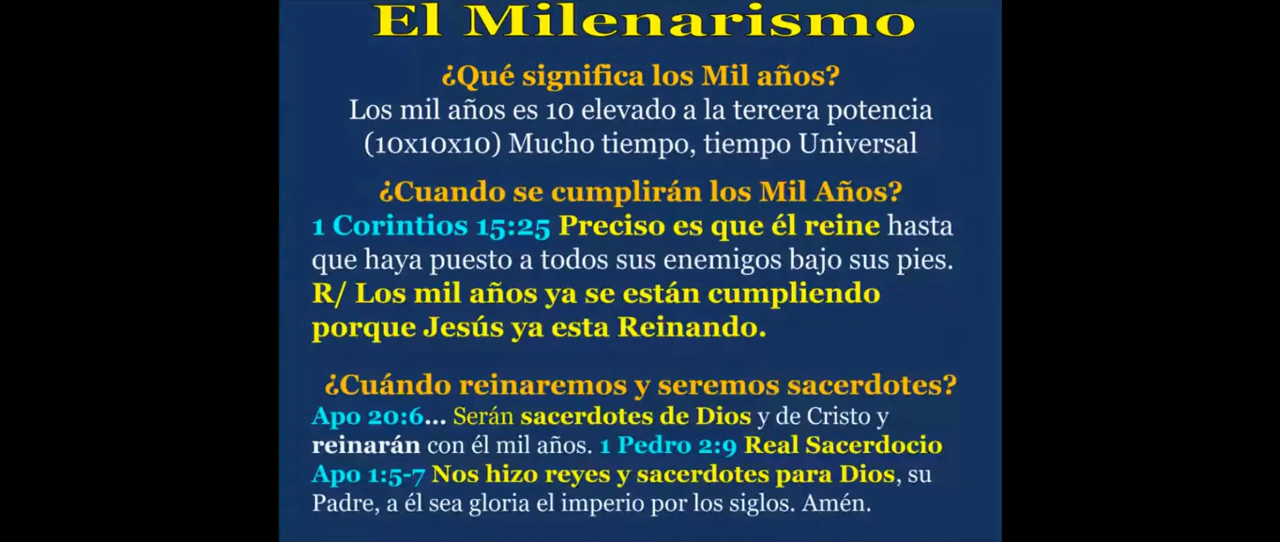 El Milenarismo
¿Qué significa los Mil años?
Los mil años es 10 elevado a la tercera potencia
(10x10x10) Mucho tiempo, tiempo Universal
¿Cuando se cumplirán los Mil Años?
1 Corintios 15:25 Preciso es que él reine hasta
que haya puesto a todos sus enemigos bajo sus pies.
R/ Los mil años ya se están cumpliendo
porque Jesús ya esta Reinando.
¿Cuándo reinaremos y seremos sacerdotes?
Apo 20:6... Serán sacerdotes de Dios y de Cristo y
reinarán con él mil años. 1 Pedro 2:9 Real Sacerdocio
Apo 1:5-7 Nos hizo reyes y sacerdotes para Dios, su
Padre, a él sea gloria el imperio por los siglos. Amén.